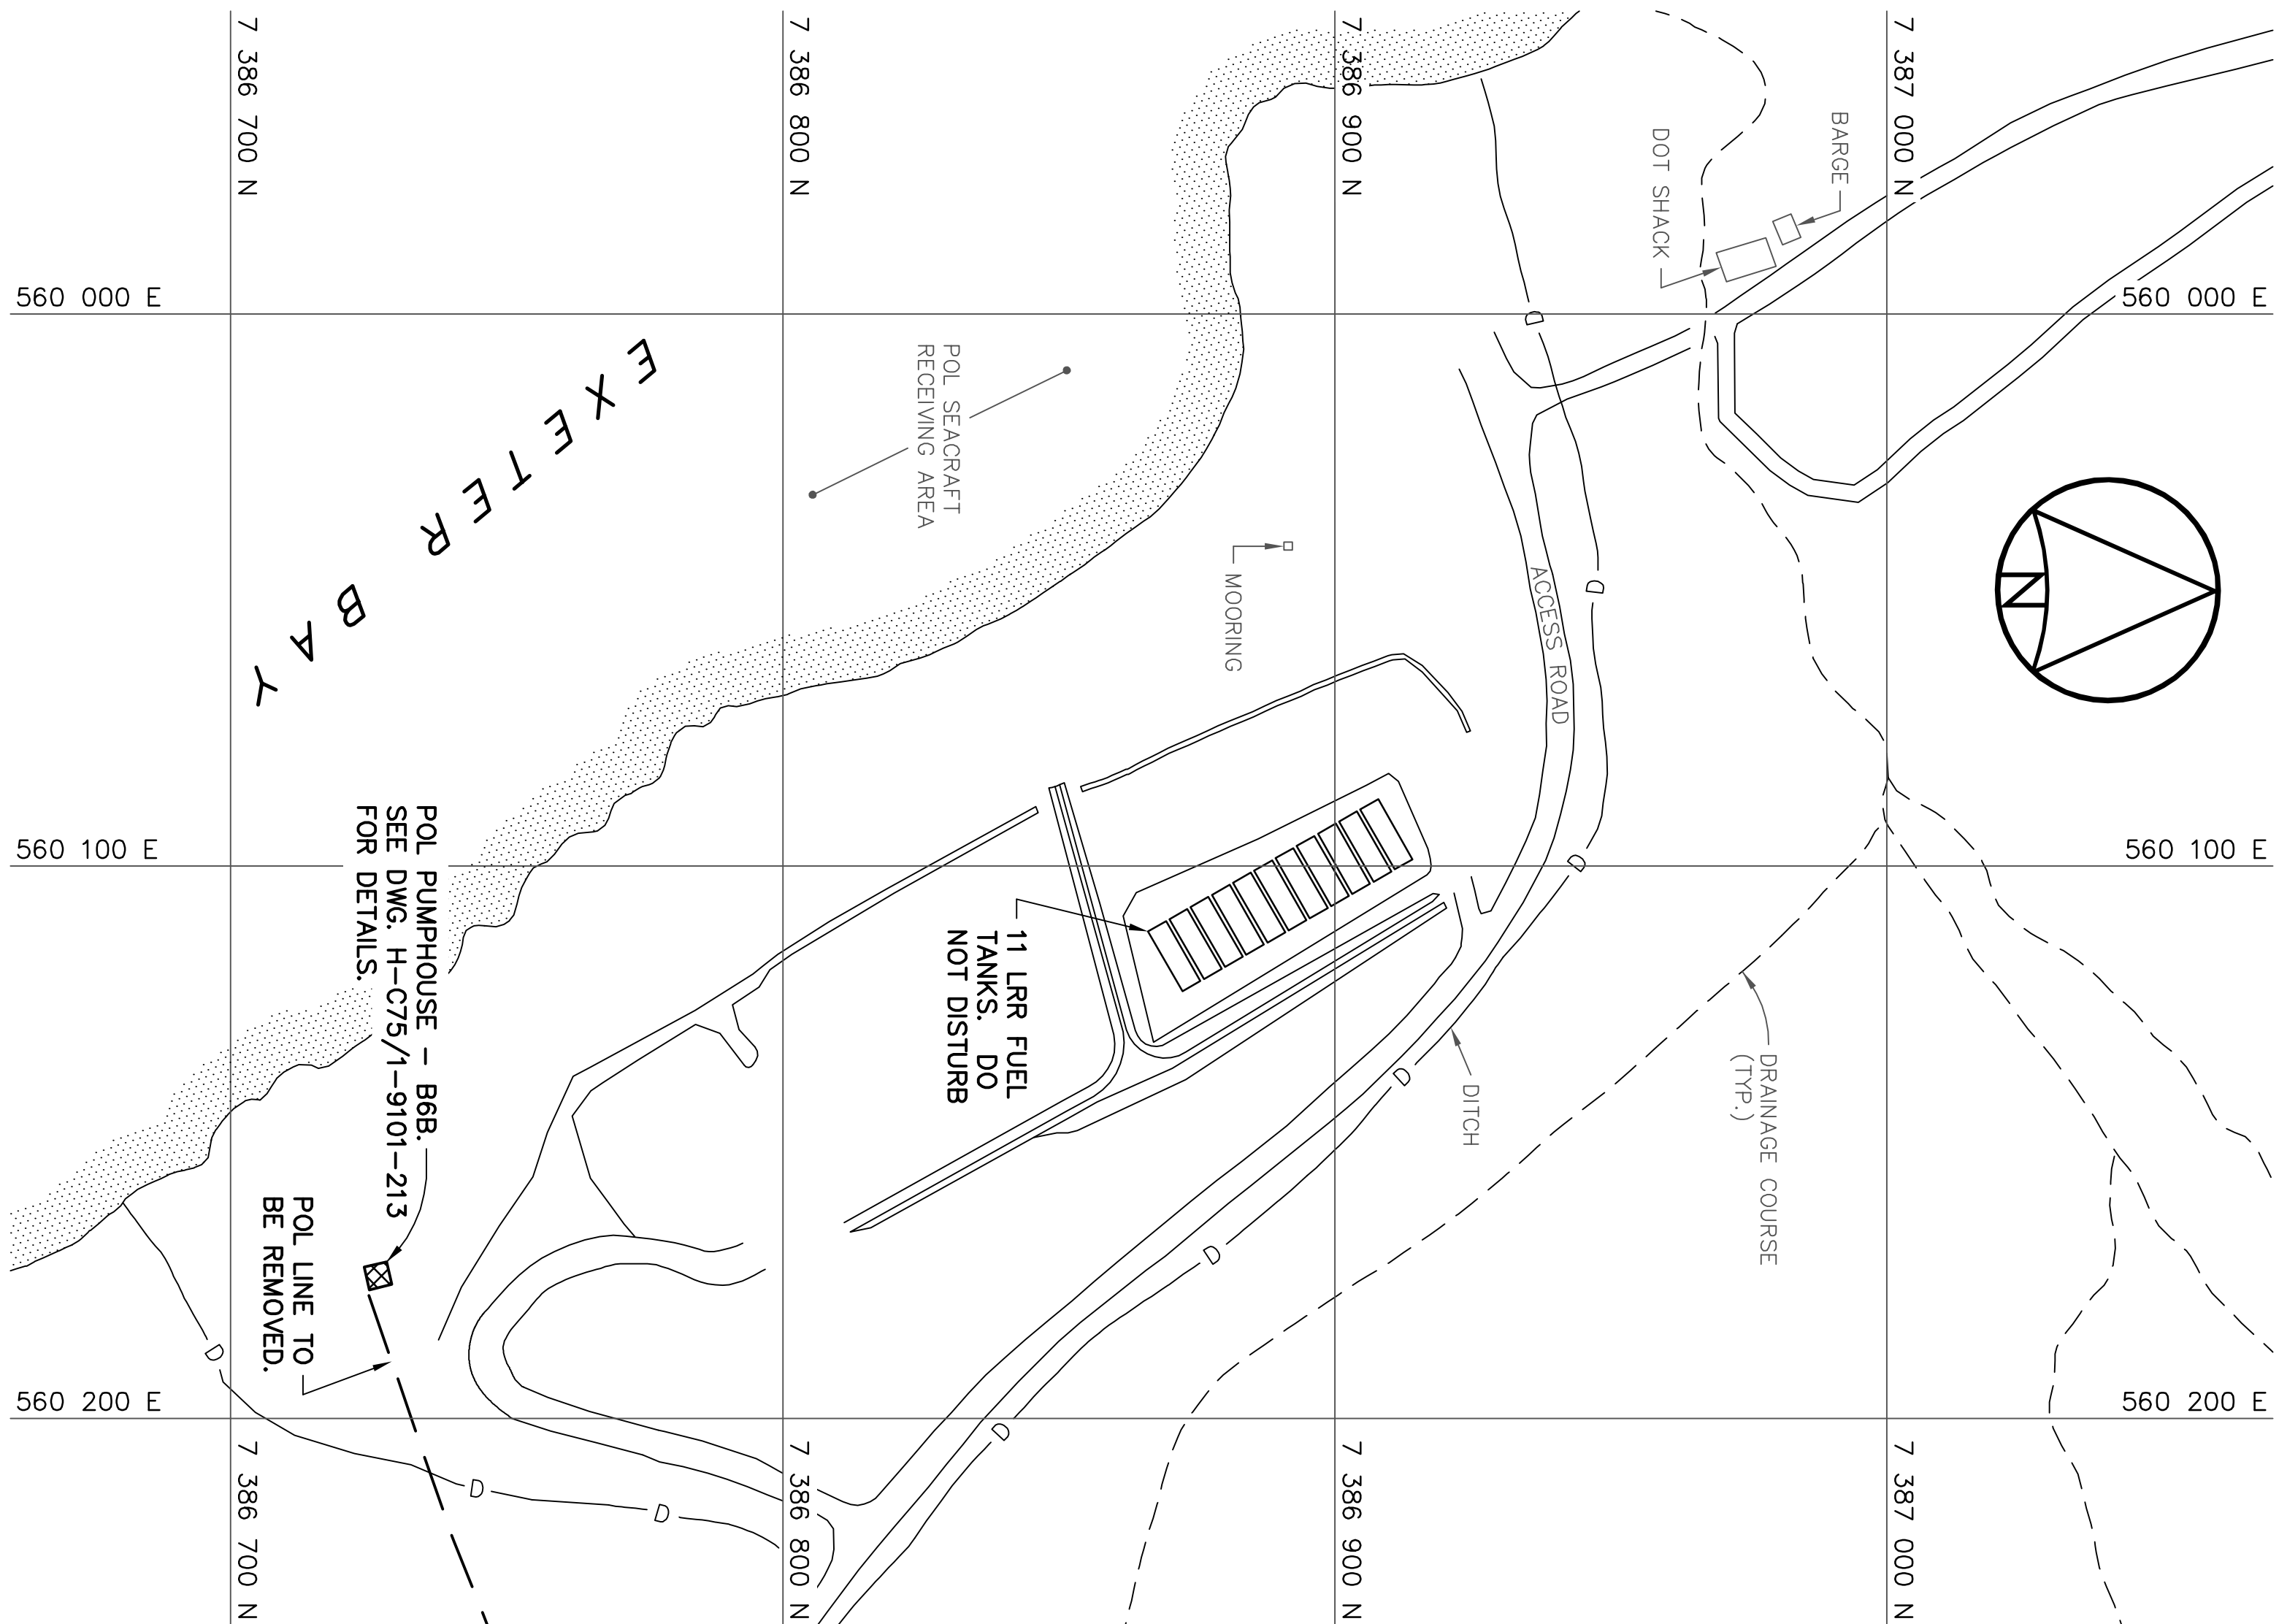 7 386 700 N
7 386 800 N
7 386 900 N
7 387 000 N
BARGE
DOT SHACK
560 000 E
560 000 E
EXETER BAY
POL SEACRAFT
RECEIVING AREA
MOORING
ACCESS ROAD
N
560 100 E
560 100 E
POL PUMPHOUSE - B6B.
SEE DWG. H-C75/1-9101-213
FOR DETAILS.
11 LRR FUEL
TANKS. DO
NOT DISTURB
DITCH
DRAINAGE COURSE
(TYP.)
POL LINE TO
BE REMOVED.
D
D
D
D
D
D
D
D
D
560 200 E
560 200 E
7 386 700 N
7 386 800 N
7 386 900 N
7 387 000 N